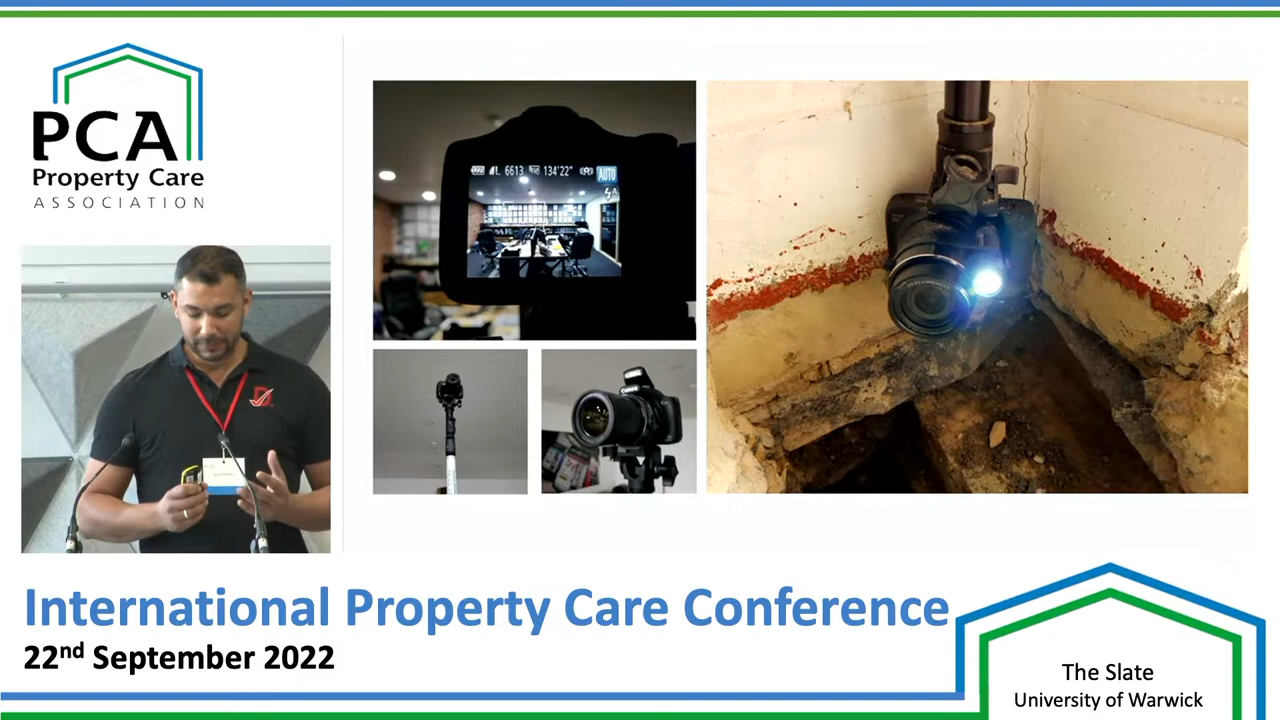 PCA
Property Care
ASSOCIATION
6613 134'22" AUTO
Canon
International Property Care Conference
22nd September 2022
The Slate
University of Warwick